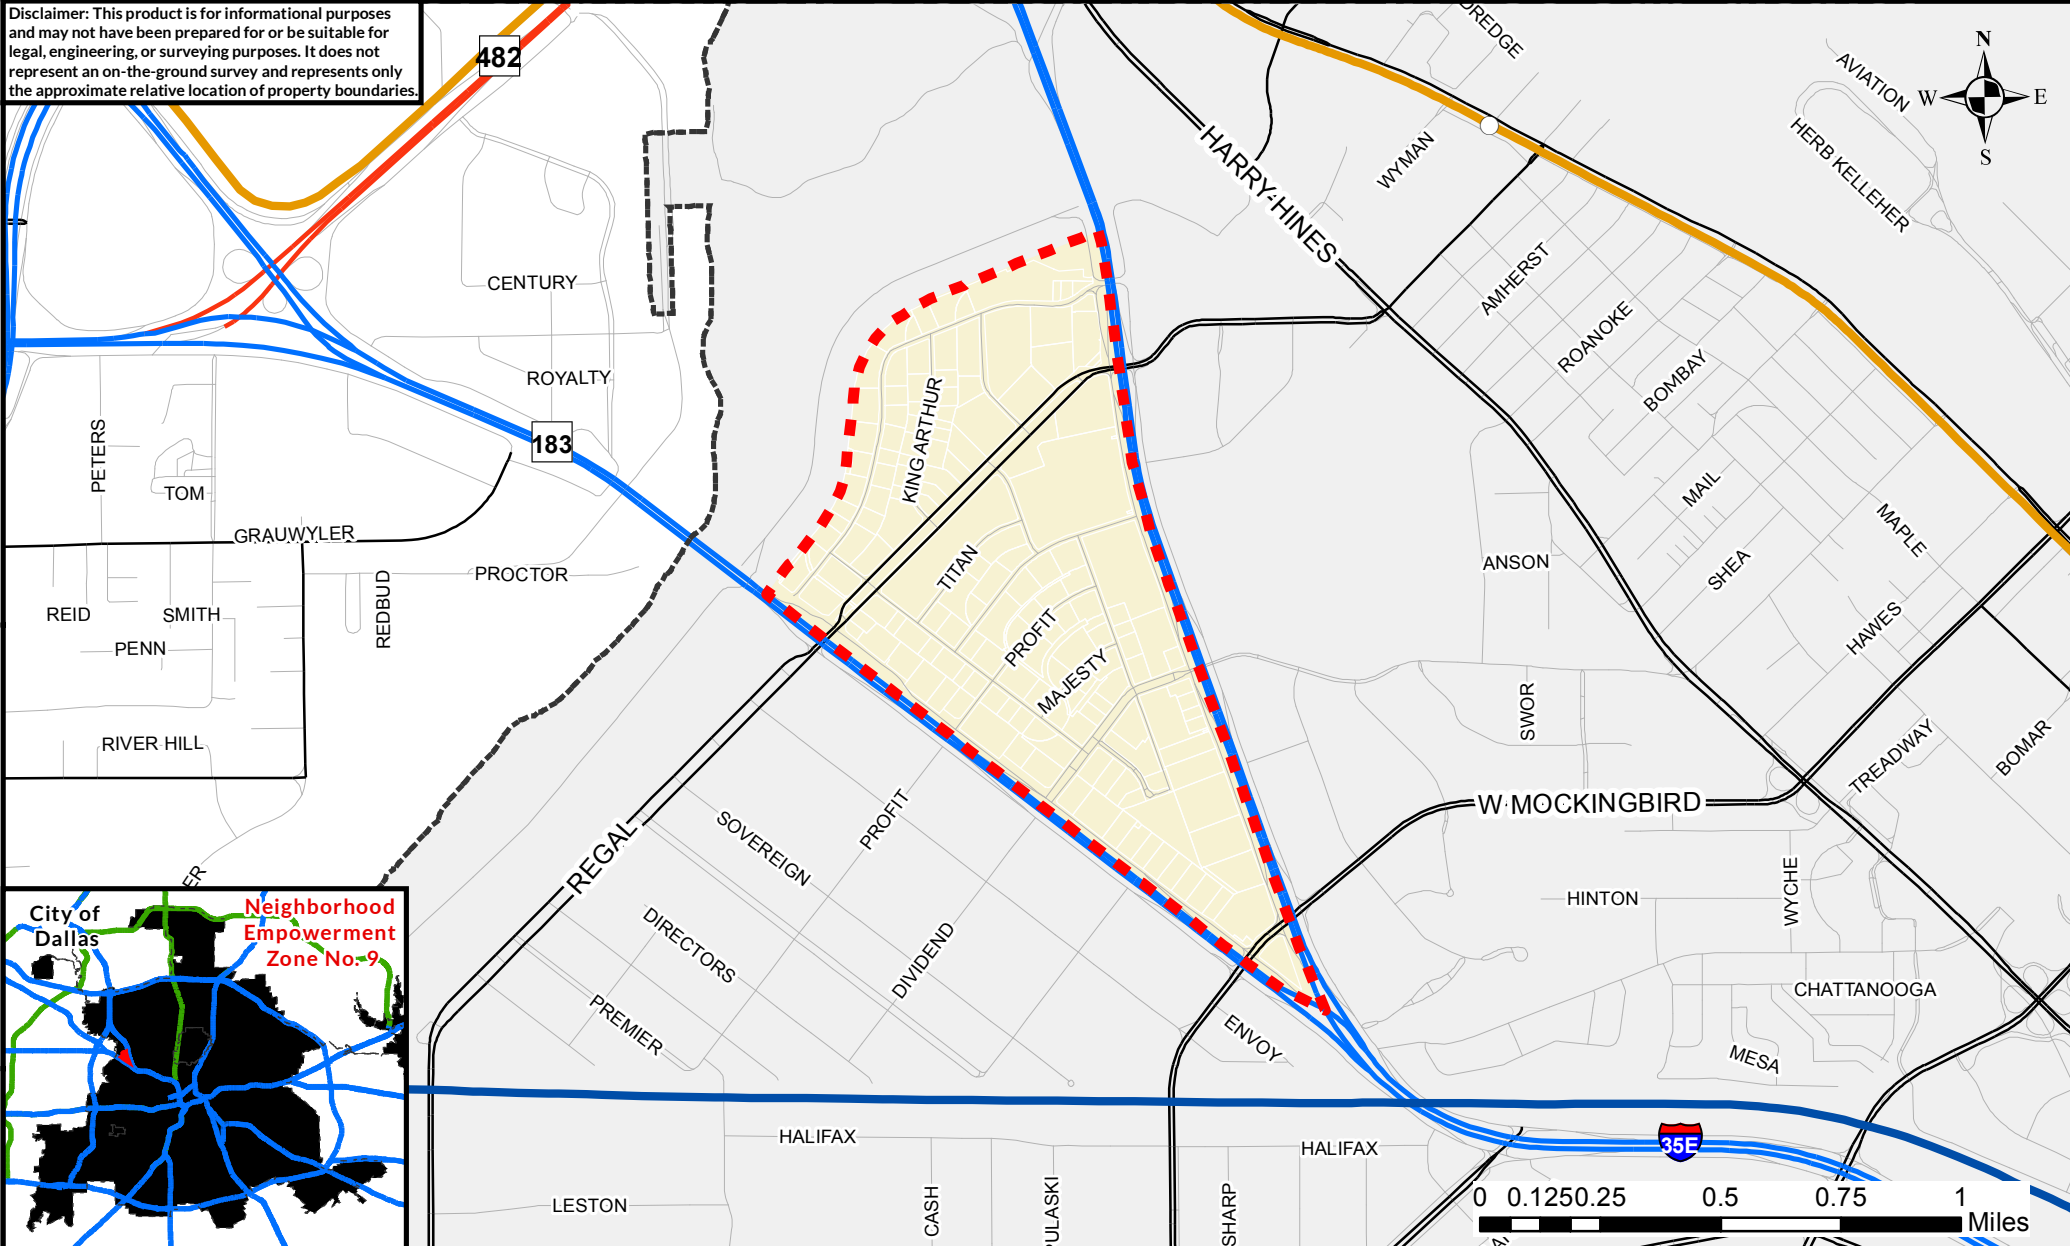 Disclaimer: This product is for informational purposes
and may not have been prepared for or be suitable for
legal, engineering, or surveying purposes. It does not
represent an on-the-ground survey and represents only
the approximate relative location of property boundaries.
482
N
W
E
S
AVIATION
HERB KELLEHER
WYMAN
HARRY HINES
CENTURY
AMHERST
ROANOKE
BOMBAY
ROYALTY
KING ARTHUR
183
PETERS
TOM
GRAUWYLER
MAIL
MAPLE
ANSON
SHEA
TITAN
PROCTOR
REDBUD
REID
SMITH
PENN
PROFIT
MAJESTY
HAWES
SWOR
RIVER HILL
TREADWAY
BOMAR
W MOCKINGBIRD
REGAL
SOVEREIGN
PROFIT
HINTON
WYCHE
DIRECTORS
DIVIDEND
PREMIER
ENVOY
CHATTANOOGA
MESA
ER
City of
Dallas
Neighborhood
Empowerment
Zone No. 9
HALIFAX
HALIFAX
35E
LESTON
CASH
PULASKI
SHARP
0 0.125 0.25 0.5 0.75 1
Miles